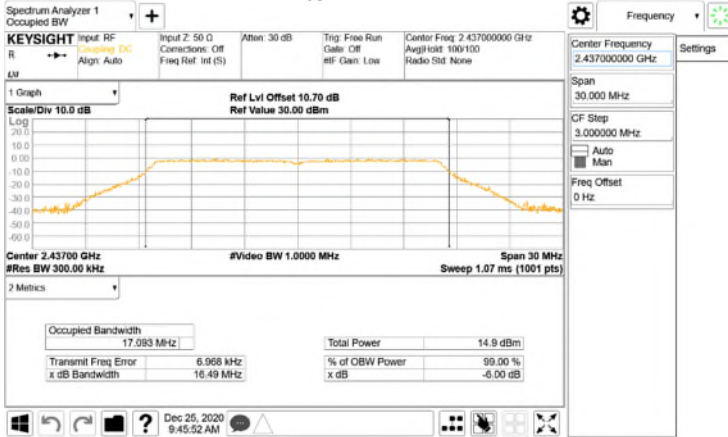 Spectrum Analyzer 1
Occupied BW
+
Frequency
KEYSIGHT
R
Input: RF
Coupling: DC
Align: Auto
Input Z: 50 Ω
Corrections: Off
Freq Ref: Int (S)
Atten: 30 dB
Trig: Free Run
Gate: Off
#IF Gain: Low
Center Freq: 2.437000000 GHz
Avg|Hold: 100/100
Radio Std: None
Center Frequency
2.437000000 GHz
Settings
Span
30.000 MHz
CF Step
3.000000 MHz
Auto
Man
Freq Offset
0 Hz
1 Graph
Scale/Div 10.0 dB
Ref Lvl Offset 10.70 dB
Ref Value 30.00 dBm
Log
20.0
10.0
0.00
-10.0
-20.0
-30.0
-40.0
-50.0
-60.0
Center 2.43700 GHz
#Res BW 300.00 kHz
#Video BW 1.0000 MHz
Span 30 MHz
Sweep 1.07 ms (1001 pts)
2 Metrics
Occupied Bandwidth
17.093 MHz
Total Power 14.9 dBm
Transmit Freq Error 6.968 kHz
% of OBW Power 99.00 %
x dB Bandwidth 16.49 MHz
x dB -6.00 dB
?
Dec 25, 2020
9:45:52 AM